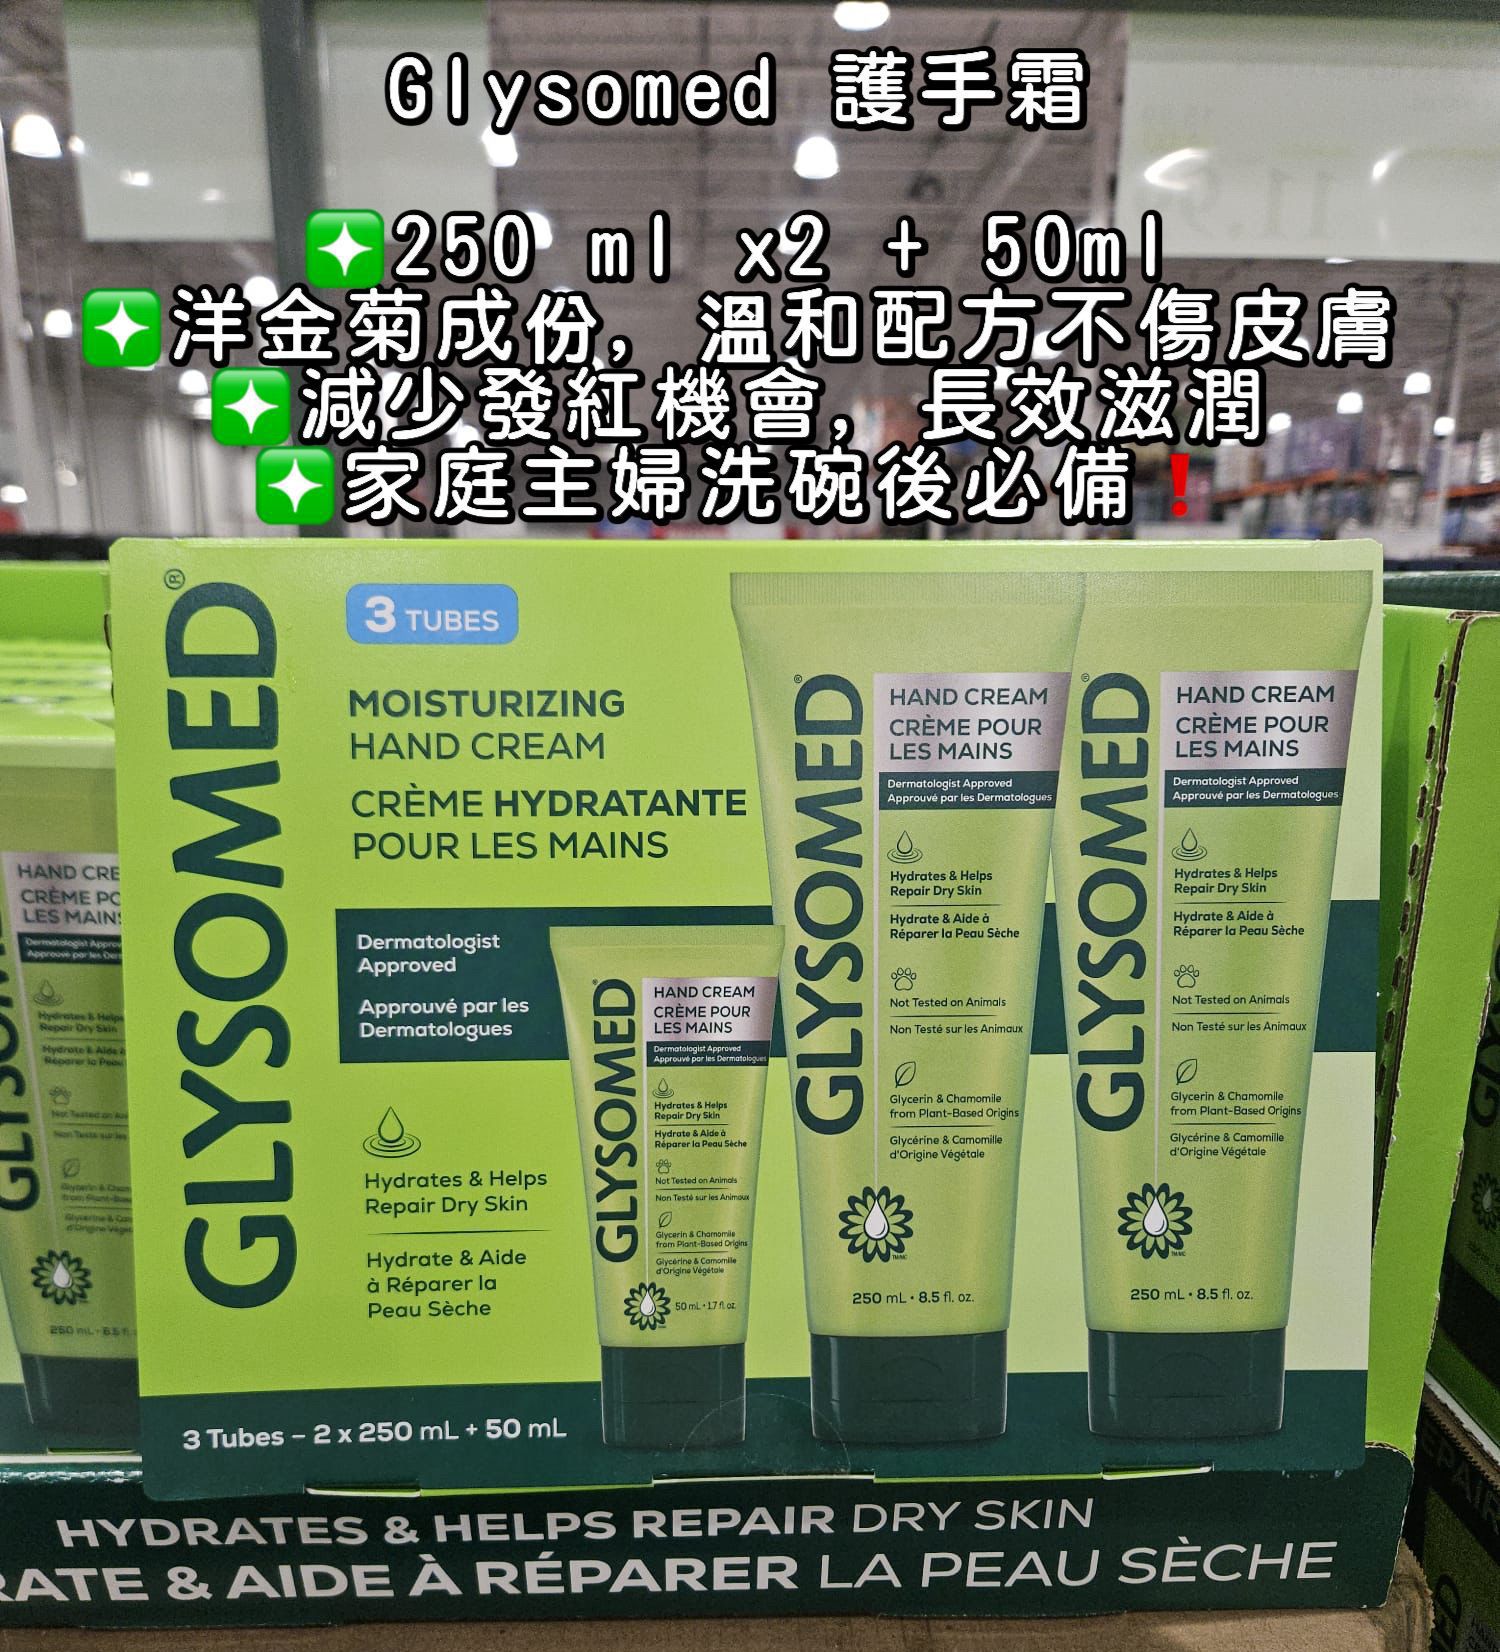 Glysomed 護手霜
250 ml x2 + 50ml
洋金菊成份, 溫和配方不傷皮膚
減少發紅機會, 長效滋潤
家庭主婦洗碗後必備❗
GLYSOMED®
3 TUBES
MOISTURIZING
HAND CREAM
CRÈME HYDRATANTE
POUR LES MAINS
Dermatologist
Approved
Approuvé par les
Dermatologues
Hydrates & Helps
Repair Dry Skin
Hydrate & Aide
à Réparer la
Peau Sèche
3 Tubes – 2 x 250 mL + 50 mL
GLYSOMED
HAND CREAM
CRÈME POUR
LES MAINS
Dermatologist Approved
Approuvé par les Dermatologues
Hydrates & Helps
Repair Dry Skin
Hydrate & Aide à
Réparer la Peau Sèche
Not Tested on Animals
Non Testé sur les Animaux
Glycerin & Chamomile
from Plant-Based Origins
Glycérine & Camomille
d'Origine Végétale
50 mL • 1.7 fl. oz.
GLYSOMED®
HAND CREAM
CRÈME POUR
LES MAINS
Dermatologist Approved
Approuvé par les Dermatologues
Hydrates & Helps
Repair Dry Skin
Hydrate & Aide à
Réparer la Peau Sèche
Not Tested on Animals
Non Testé sur les Animaux
Glycerin & Chamomile
from Plant-Based Origins
Glycérine & Camomille
d'Origine Végétale
TM/MC
250 mL • 8.5 fl. oz.
GLYSOMED®
HAND CREAM
CRÈME POUR
LES MAINS
Dermatologist Approved
Approuvé par les Dermatologues
Hydrates & Helps
Repair Dry Skin
Hydrate & Aide à
Réparer la Peau Sèche
Not Tested on Animals
Non Testé sur les Animaux
Glycerin & Chamomile
from Plant-Based Origins
Glycérine & Camomille
d'Origine Végétale
TM/MC
250 mL • 8.5 fl. oz.
HYDRATES & HELPS REPAIR DRY SKIN
RATE & AIDE À RÉPARER LA PEAU SÈCHE
HAND CRE
CRÈME PO
LES MAINS